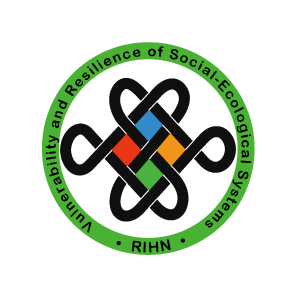 Vulnerability and Resilience of Social-Ecological Systems
• RIHN •